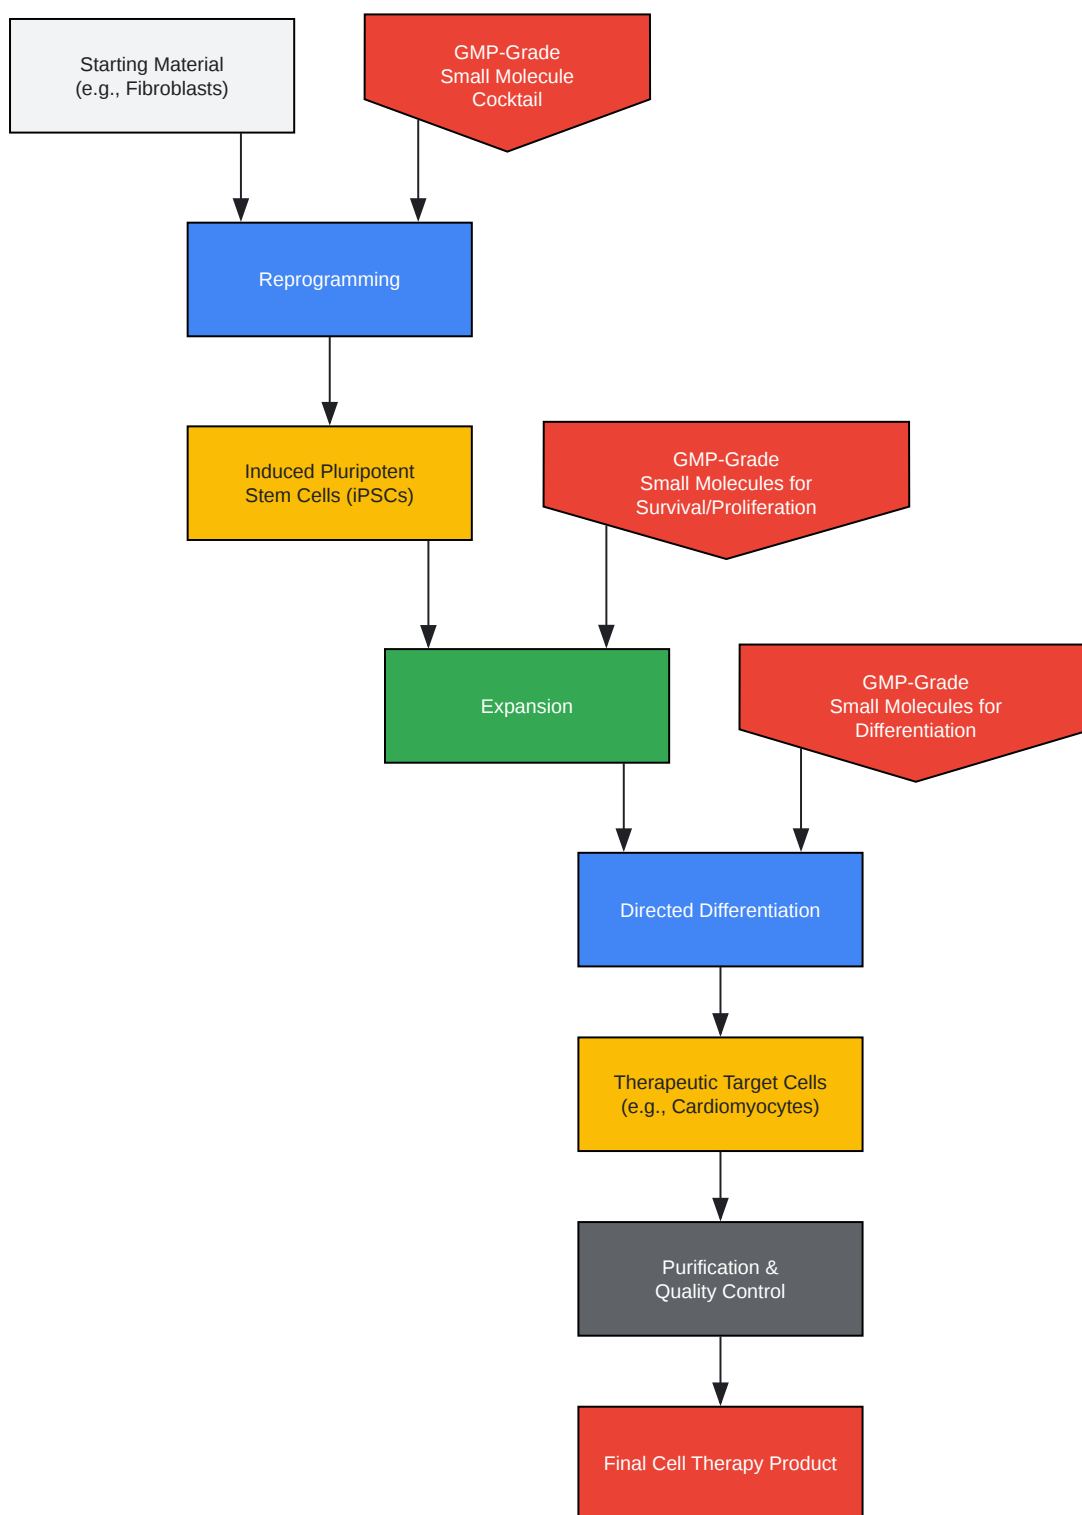 Starting Material
(e.g., Fibroblasts)
GMP-Grade
Small Molecule
Cocktail
Reprogramming
Induced Pluripotent
Stem Cells (iPSCs)
GMP-Grade
Small Molecules for
Survival/Proliferation
Expansion
GMP-Grade
Small Molecules for
Differentiation
Directed Differentiation
Therapeutic Target Cells
(e.g., Cardiomyocytes)
Purification &
Quality Control
Final Cell Therapy Product